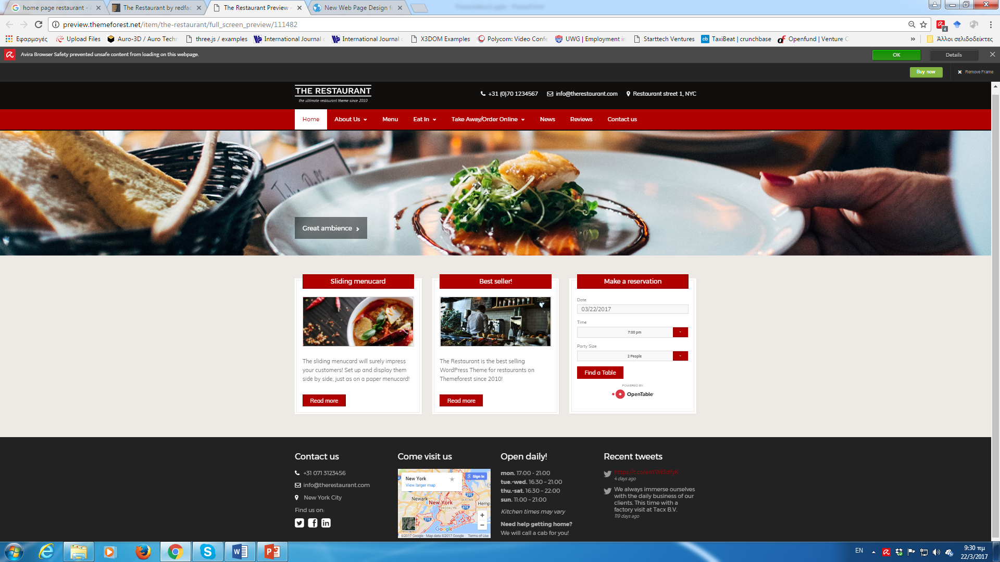 home page restaurant - 
The Restaurant by redfac
The Restaurant Preview -
New Web Page Design fo
preview.themeforest.net/item/the-restaurant/full_screen_preview/111482
4
Εφαρμογές
Upload Files
Auro-3D / Auro Techn
three.js / examples
International Journal
International Journal
X3DOM Examples
Polycom: Video Confe
UWG | Employment in
Starttech Ventures
cb TaxiBeat | crunchbase
Openfund | Venture C
»
Άλλοι σελιδοδείκτες
Avira Browser Safety prevented unsafe content from loading on this webpage.
OK
Details
Buy now
Remove Frame
THE RESTAURANT
the ultimate restaurant theme since 2010
+31 (0)70 1234567
info@therestaurant.com
Restaurant street 1, NYC
Home
About Us
Menu
Eat In
Take Away/Order Online
News
Reviews
Contact us
Great ambience
Sliding menucard
The sliding menucard will surely impress
your customers! Set up and display them
side by side, just as on a paper menucard!
Read more
Best seller!
The Restaurant is the best selling
WordPress Theme for restaurants on
Themeforest since 2010!
Read more
Make a reservation
Date
03/22/2017
Time
7:00 pm
Party Size
2 People
Find a Table
POWERED BY:
OpenTable
Contact us
+31 071 3123456
info@therestaurant.com
New York City
Find us on:
Come visit us
New York
View larger map
Sign in
Newark
New York
BROOKLYN
QUEENS
Hemp
295
678
278
278
Google
©2017 Google - Map data ©2017 Google
Terms of Use
Open daily!
mon. 17:00 - 21:00
tue.-wed. 16:30 – 21:00
thu.-sat. 16:30 – 22:00
sun. 11:00 – 21:00
Kitchen times may vary
Need help getting home?
We will call a cab for you!
Recent tweets
4 days ago
We always immerse ourselves
with the daily business of our
clients. This time with a
factory visit at Tacx B.V.
119 days ago
EN
9:30 πμ
22/3/2017